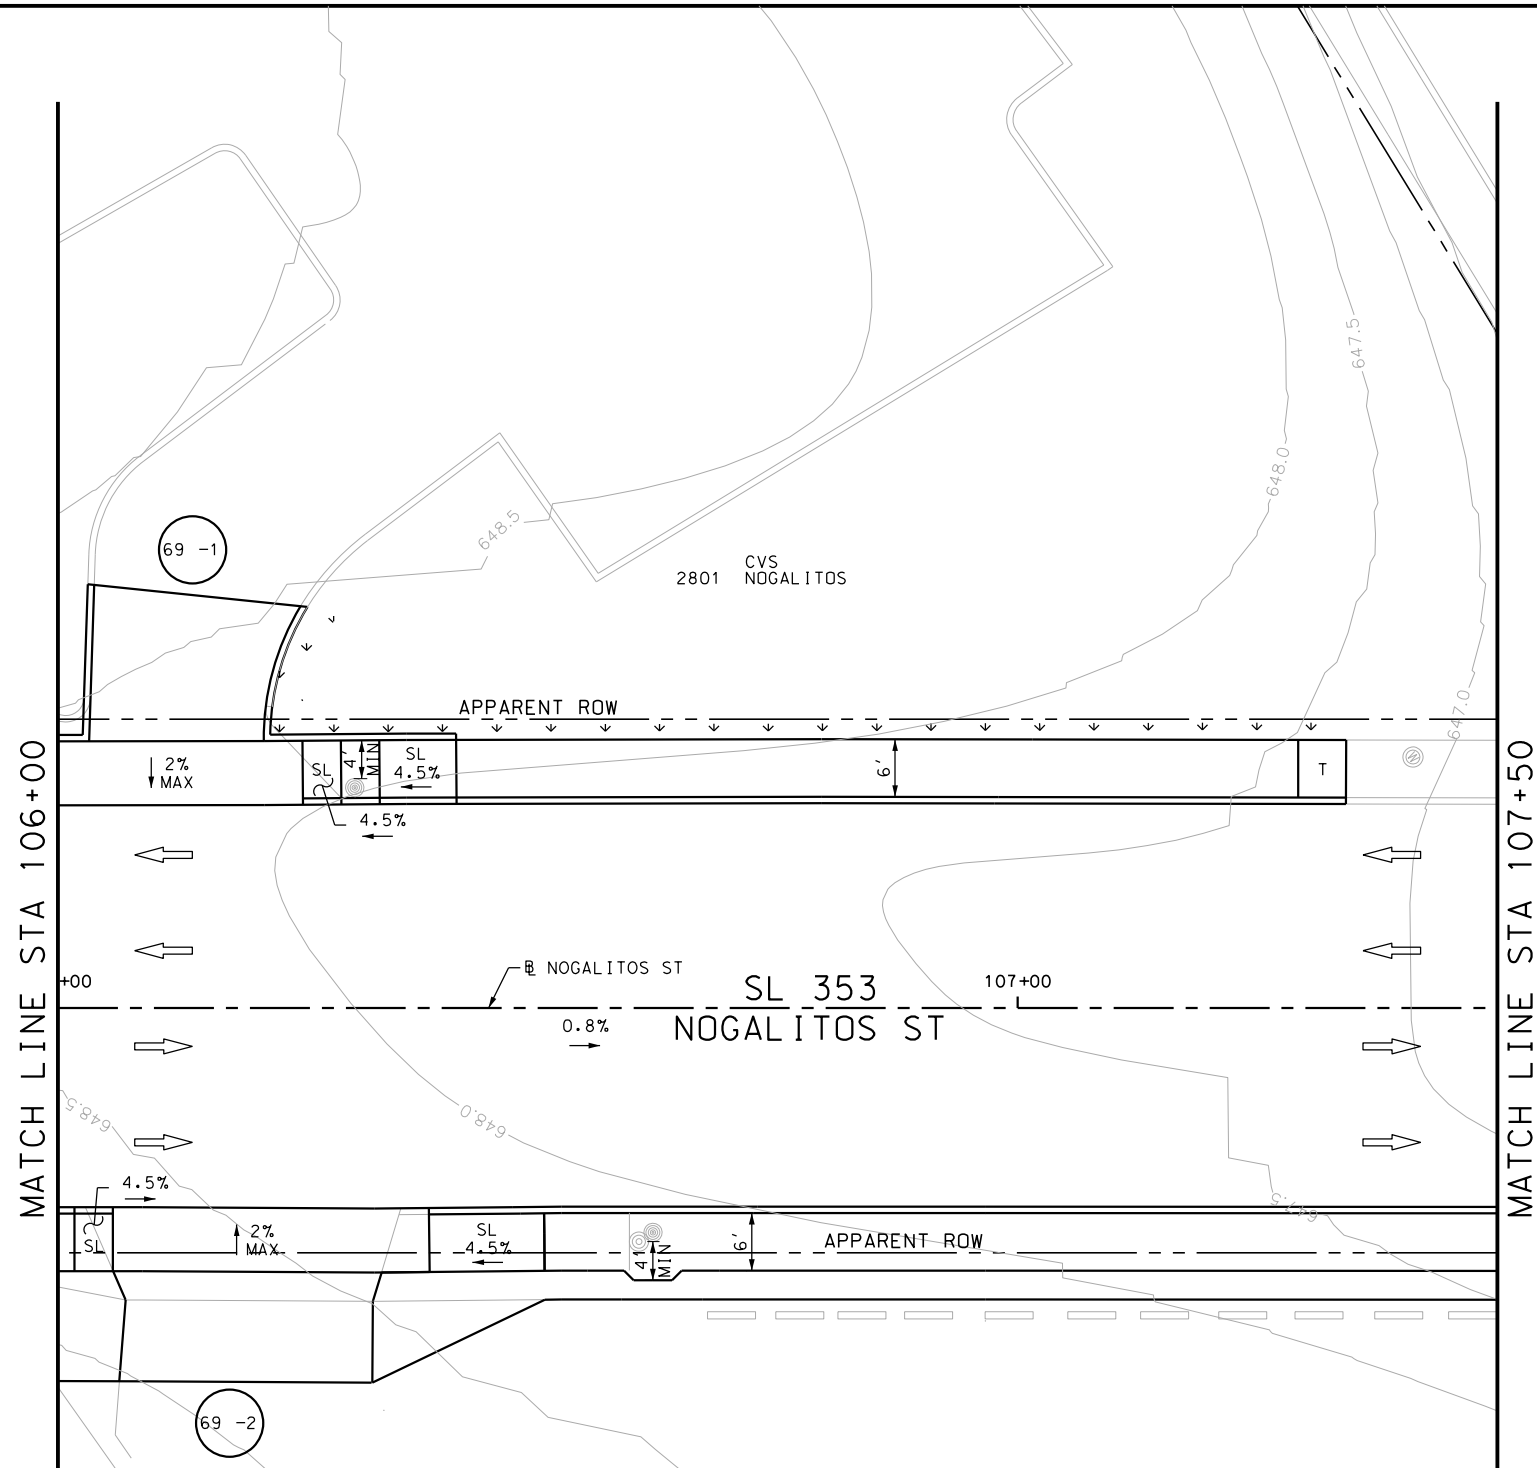 647.5
648.0
648.5
69 -1
CVS
2801 NOGALITOS
647.0
APPARENT ROW
2%
MAX
SL
4'
MIN
SL
4.5%
6'
T
4.5%
MATCH LINE STA 106+00
MATCH LINE STA 107+50
+00
℄ NOGALITOS ST
SL 353
107+00
NOGALITOS ST
0.8%
648.5
648.0
4.5%
647.5
SL
2%
MAX
SL
4.5%
4'
MIN
6'
APPARENT ROW
69 -2